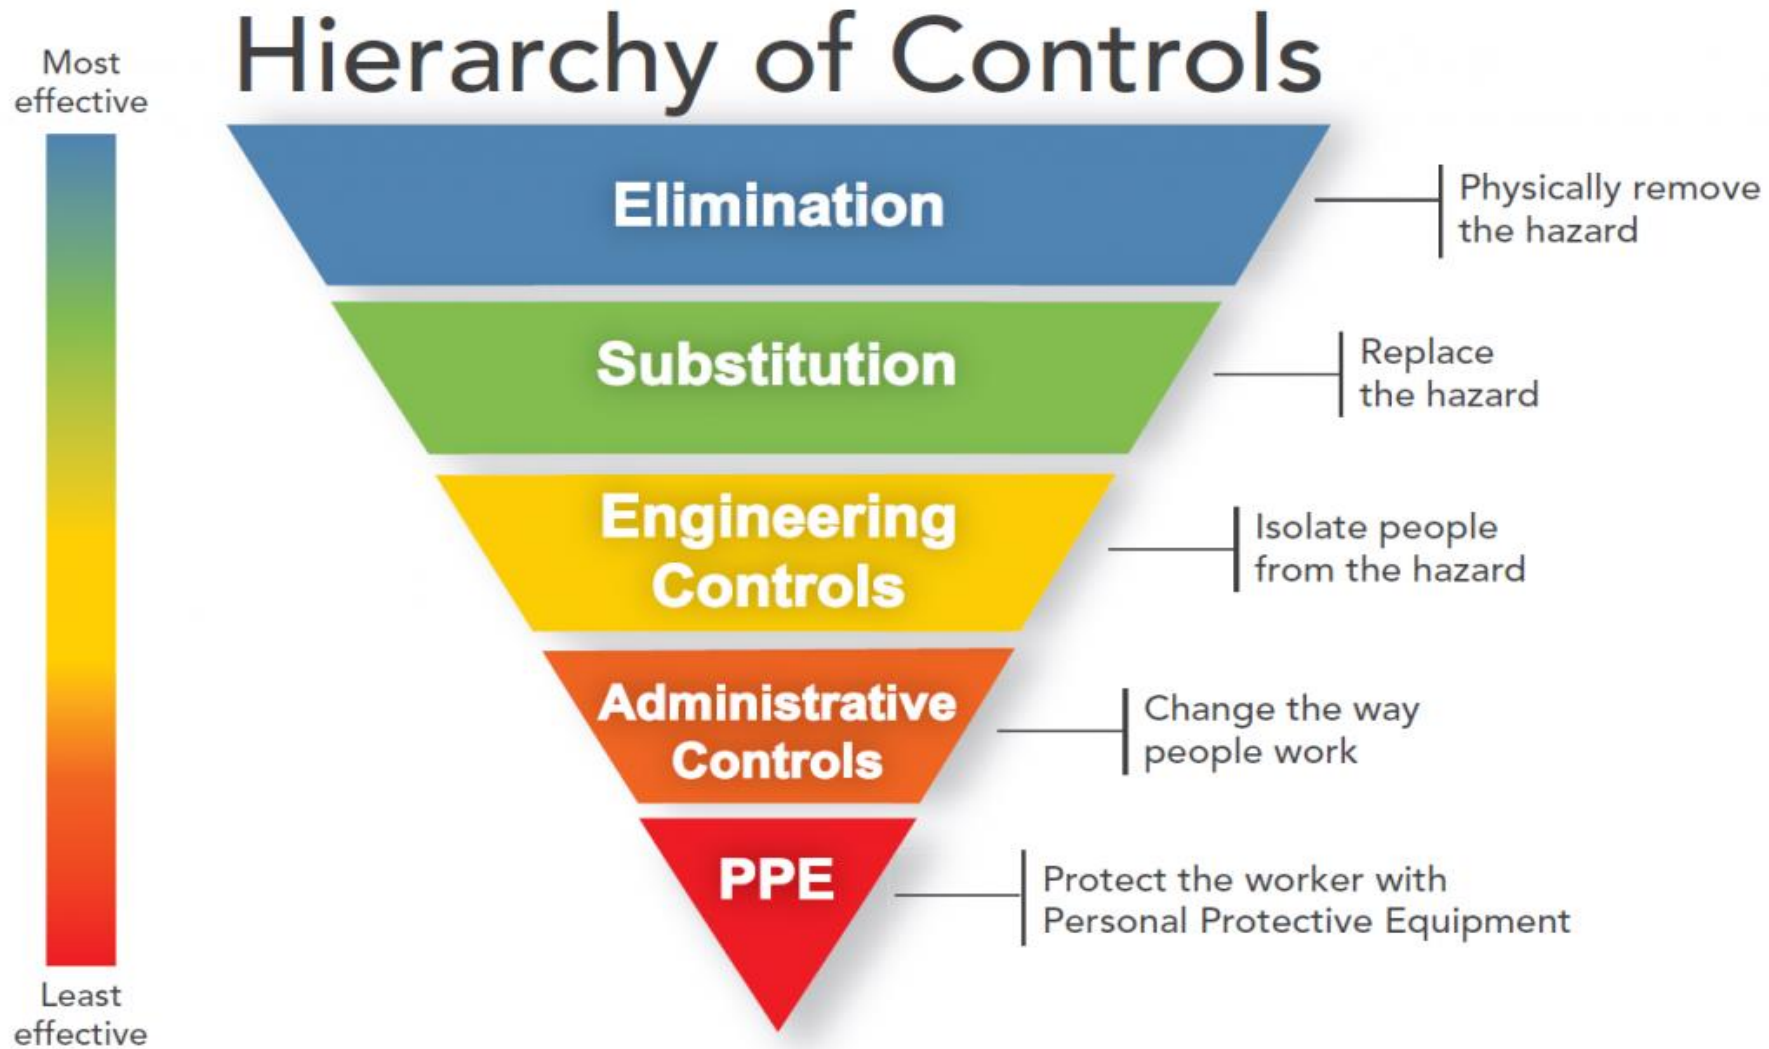 Hierarchy of Controls
Most
effective
Elimination
Physically remove
the hazard
Substitution
Replace
the hazard
Engineering
Controls
Isolate people
from the hazard
Administrative
Controls
Change the way
people work
PPE
Protect the worker with
Personal Protective Equipment
Least
effective